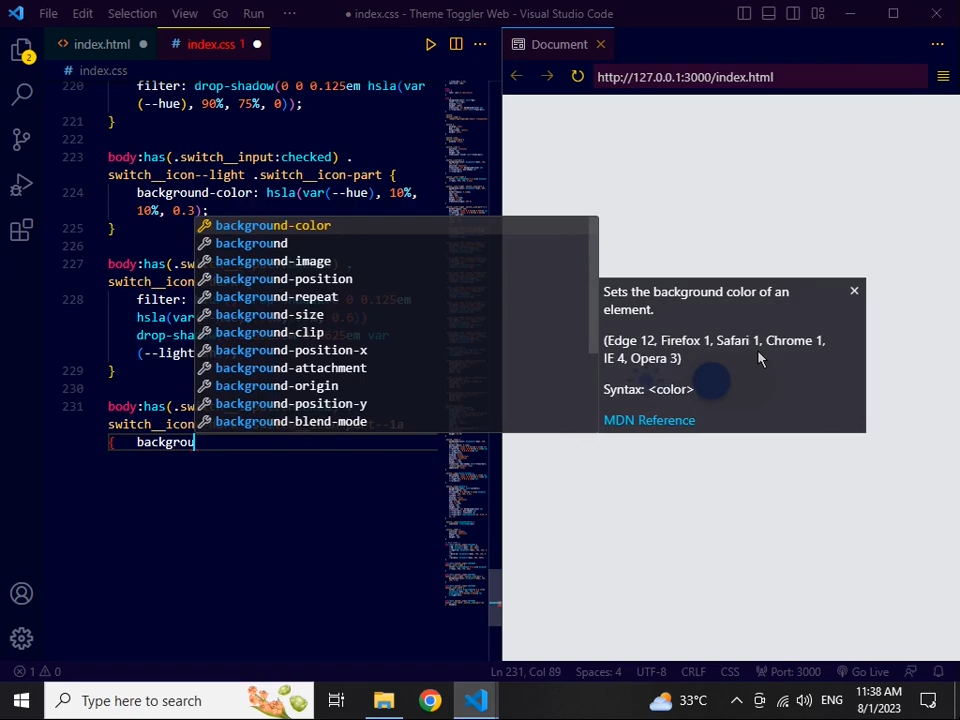 File Edit Selection View Go Run ··· ● index.css - Theme Toggler Web - Visual Studio Code
<> index.html ● # index.css 1 ● Document ×
# index.css http://127.0.0.1:3000/index.html
220 filter: drop-shadow(0 0 0.125em hsla(var
(--hue), 90%, 75%, 0));
221 }
222
223 body:has(.switch__input:checked) .
switch__icon--light .switch__icon-part {
224 background-color: hsla(var(--hue), 10%,
10%, 0.3);
225 }
226
227 body:has(.sw
switch__icon
228 filter:
hsla(var
drop-sha
(--light
229 }
230
231 body:has(.sw
switch__icon
{ backgrou
background-color
background
background-image
background-position
background-repeat
background-size
background-clip
background-position-x
background-attachment
background-origin
background-position-y
background-blend-mode
Sets the background color of an
element.
(Edge 12, Firefox 1, Safari 1, Chrome 1,
IE 4, Opera 3)
Syntax: <color>
MDN Reference
2
1 0 Ln 231, Col 89 Spaces: 4 UTF-8 CRLF CSS Port: 3000 Go Live
Type here to search 33°C ENG 11:38 AM
8/1/2023